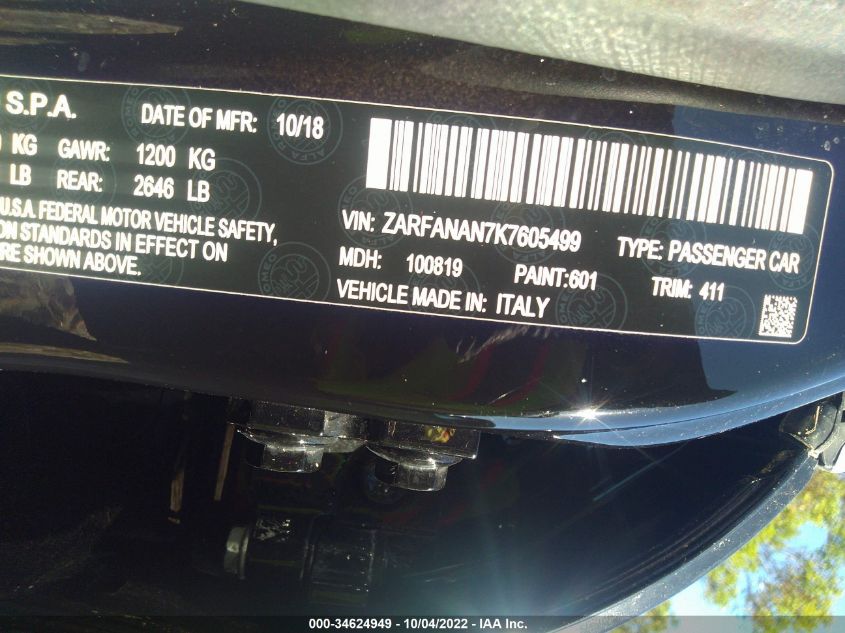 S.P.A. DATE OF MFR: 10/18
KG GAWR: 1200 KG
LB REAR: 2646 LB
U.S.A. FEDERAL MOTOR VEHICLE SAFETY,
ON STANDARDS IN EFFECT ON
RE SHOWN ABOVE.
VIN: ZARFANAN7K7605499 TYPE: PASSENGER CAR
MDH: 100819 PAINT:601 TRIM: 411
VEHICLE MADE IN: ITALY
000-34624949 - 10/04/2022 - IAA Inc.